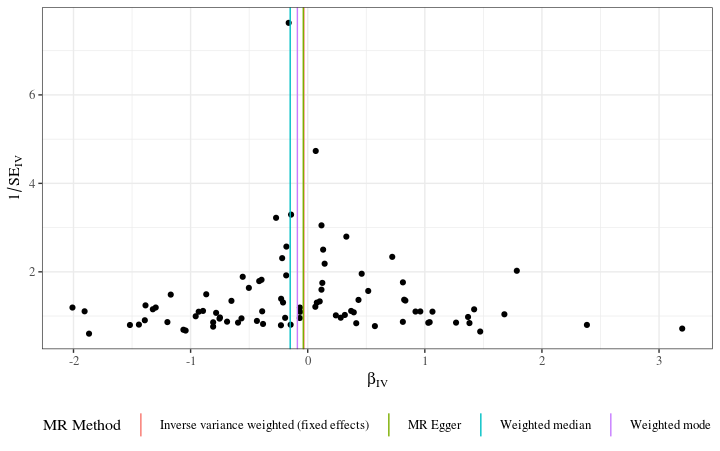 6
4
2
1/SE_IV
-2
-1
0
1
2
3
β_IV
MR Method
Inverse variance weighted (fixed effects)
MR Egger
Weighted median
Weighted mode